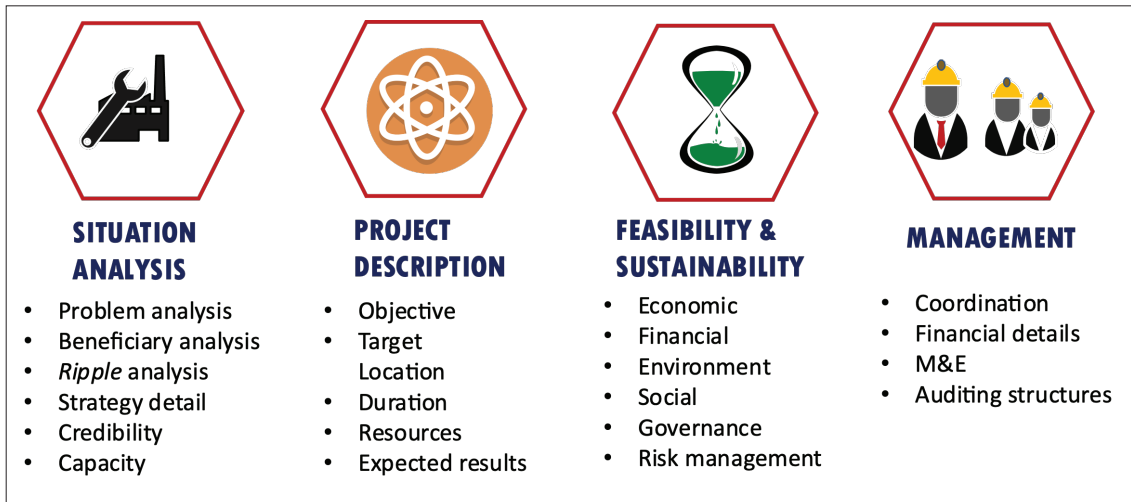 SITUATION
ANALYSIS
• Problem analysis
• Beneficiary analysis
• Ripple analysis
• Strategy detail
• Credibility
• Capacity
PROJECT
DESCRIPTION
• Objective
• Target
Location
• Duration
• Resources
• Expected results
FEASIBILITY &
SUSTAINABILITY
• Economic
• Financial
• Environment
• Social
• Governance
• Risk management
MANAGEMENT
• Coordination
• Financial details
• M&E
• Auditing structures